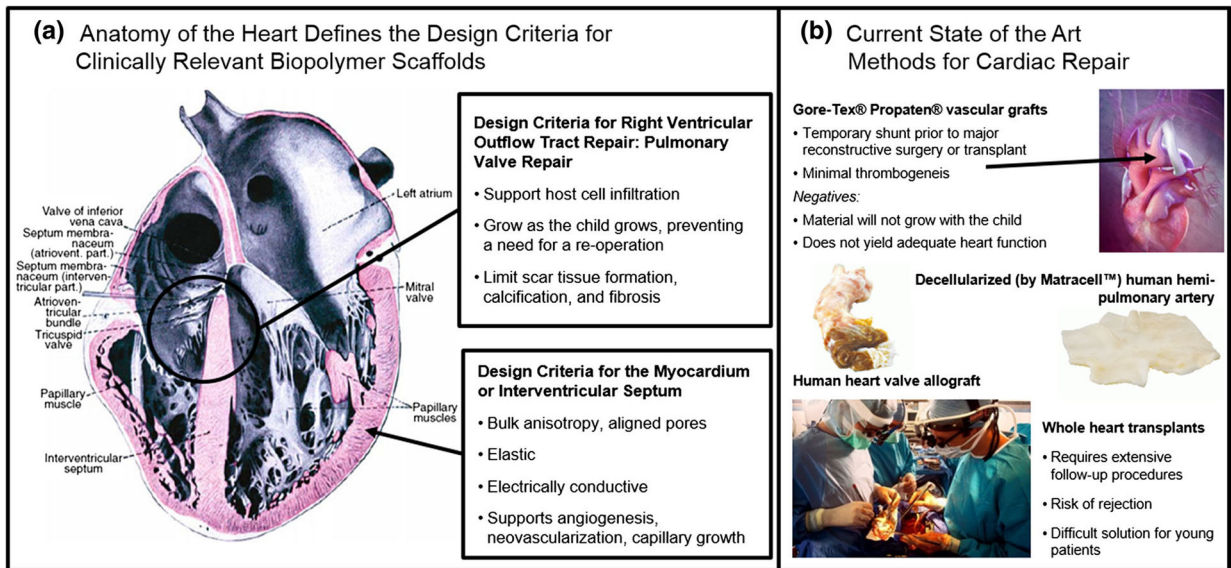 (a) Anatomy of the Heart Defines the Design Criteria for
Clinically Relevant Biopolymer Scaffolds
Valve of inferior
vena cava
Septum membra-
naceum (atriovent. part.)
Septum membra-
naceum (interven-
tricular part.)
Atrioven-
tricular
bundle
Tricuspid
valve
Papillary
muscle
Interventricular
septum
Left atrium
Mitral
valve
Papillary
muscles
Design Criteria for Right Ventricular
Outflow Tract Repair: Pulmonary
Valve Repair
• Support host cell infiltration
• Grow as the child grows, preventing
a need for a re-operation
• Limit scar tissue formation,
calcification, and fibrosis
Design Criteria for the Myocardium
or Interventricular Septum
• Bulk anisotropy, aligned pores
• Elastic
• Electrically conductive
• Supports angiogenesis,
neovascularization, capillary growth
(b) Current State of the Art
Methods for Cardiac Repair
Gore-Tex® Propaten® vascular grafts
• Temporary shunt prior to major
reconstructive surgery or transplant
• Minimal thrombogeneis
Negatives:
• Material will not grow with the child
• Does not yield adequate heart function
Decellularized (by Matracell™) human hemi-
pulmonary artery
Human heart valve allograft
Whole heart transplants
• Requires extensive
follow-up procedures
• Risk of rejection
• Difficult solution for young
patients